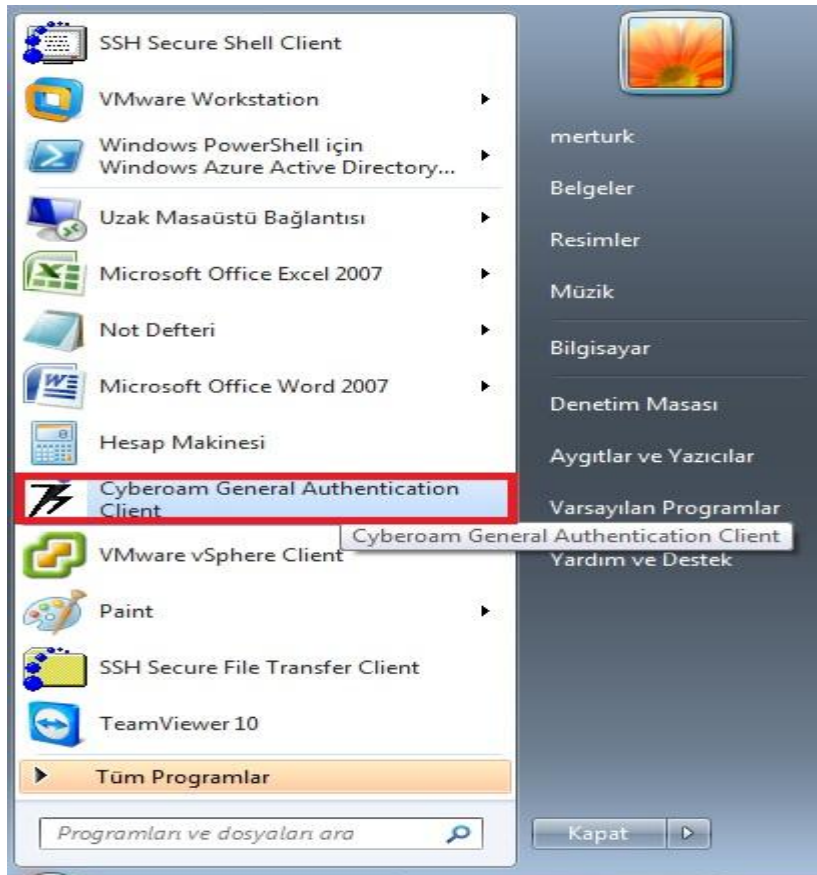 SSH Secure Shell Client
VMware Workstation
Windows PowerShell için
Windows Azure Active Directory...
Uzak Masaüstü Bağlantısı
Microsoft Office Excel 2007
Not Defteri
Microsoft Office Word 2007
Hesap Makinesi
Cyberoam General Authentication
Client
VMware vSphere Client
Paint
SSH Secure File Transfer Client
TeamViewer 10
Tüm Programlar
Programları ve dosyaları ara
merturk
Belgeler
Resimler
Müzik
Bilgisayar
Denetim Masası
Aygıtlar ve Yazıcılar
Varsayılan Programlar
Cyberoam General Authentication Client
Yardım ve Destek
Kapat